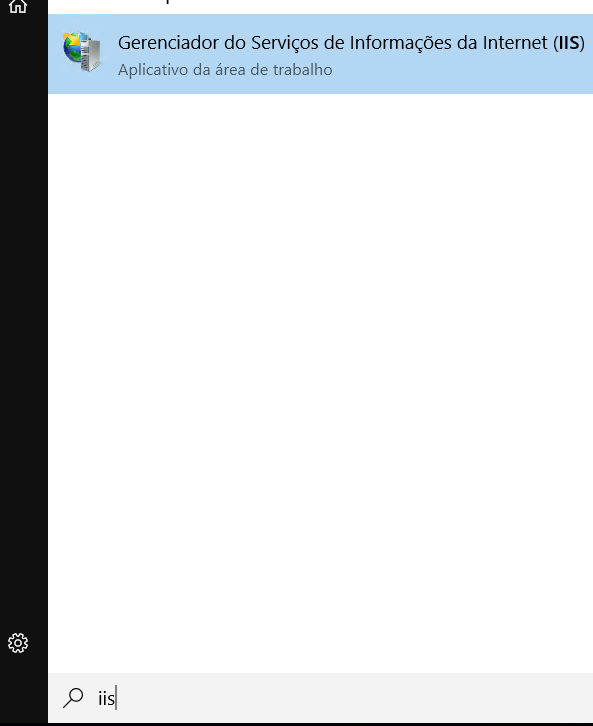 Gerenciador do Serviços de Informações da Internet (IIS)
Aplicativo da área de trabalho
iis